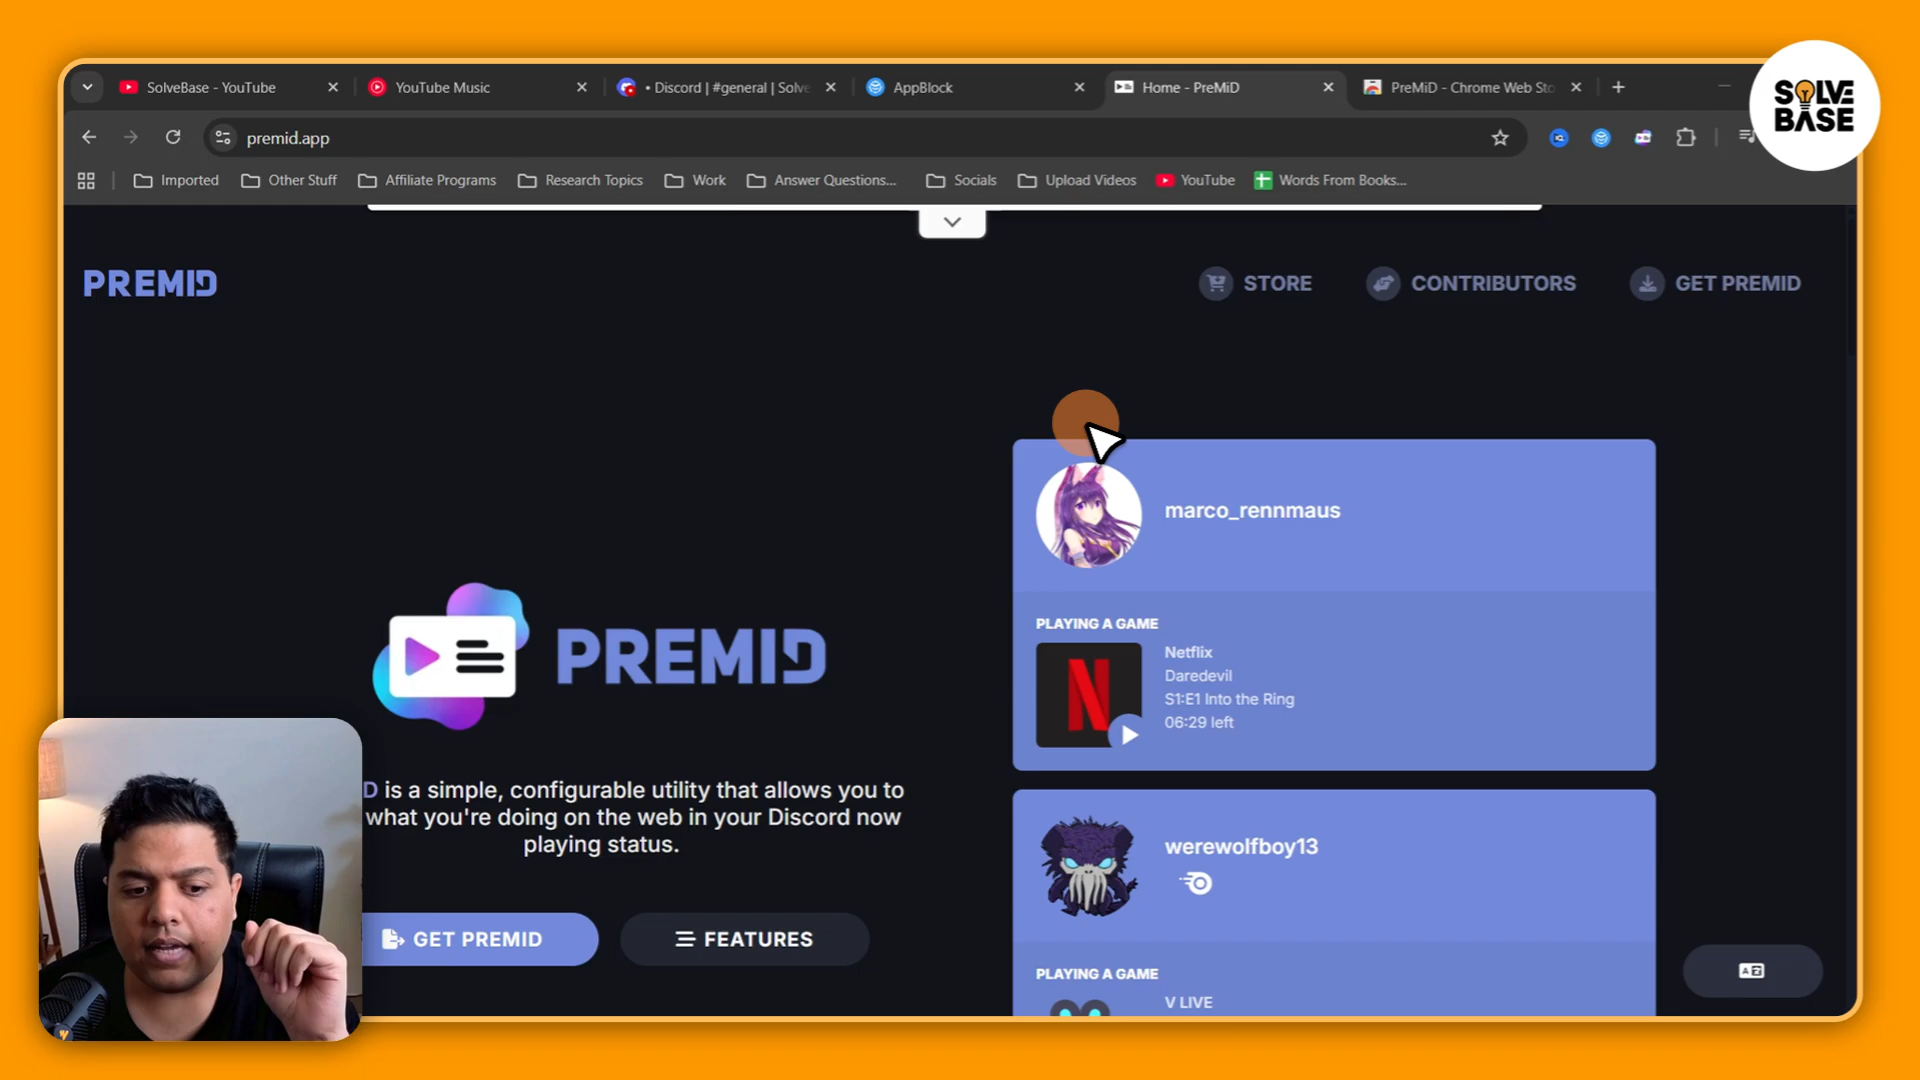 SolveBase - YouTube
YouTube Music
• Discord | #general | Solve
AppBlock
Home - PreMiD
PreMiD - Chrome Web Sto
SOLVE
BASE
premid.app
Imported
Other Stuff
Affiliate Programs
Research Topics
Work
Answer Questions...
Socials
Upload Videos
YouTube
Words From Books...
PREMID
STORE
CONTRIBUTORS
GET PREMID
marco_rennmaus
PLAYING A GAME
Netflix
Daredevil
S1:E1 Into the Ring
06:29 left
PREMID
D is a simple, configurable utility that allows you to
what you're doing on the web in your Discord now
playing status.
GET PREMID
FEATURES
werewolfboy13
PLAYING A GAME
V LIVE